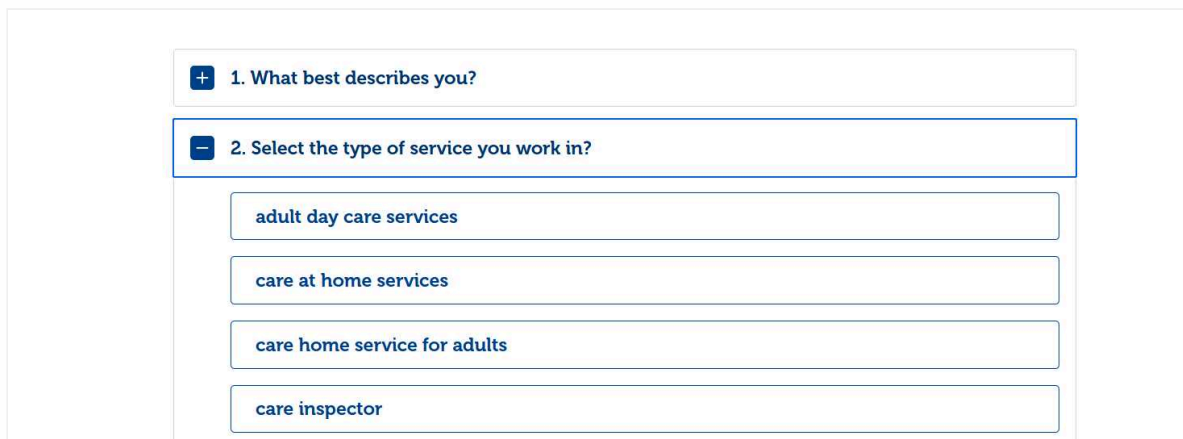 1. What best describes you?
2. Select the type of service you work in?
adult day care services
care at home services
care home service for adults
care inspector